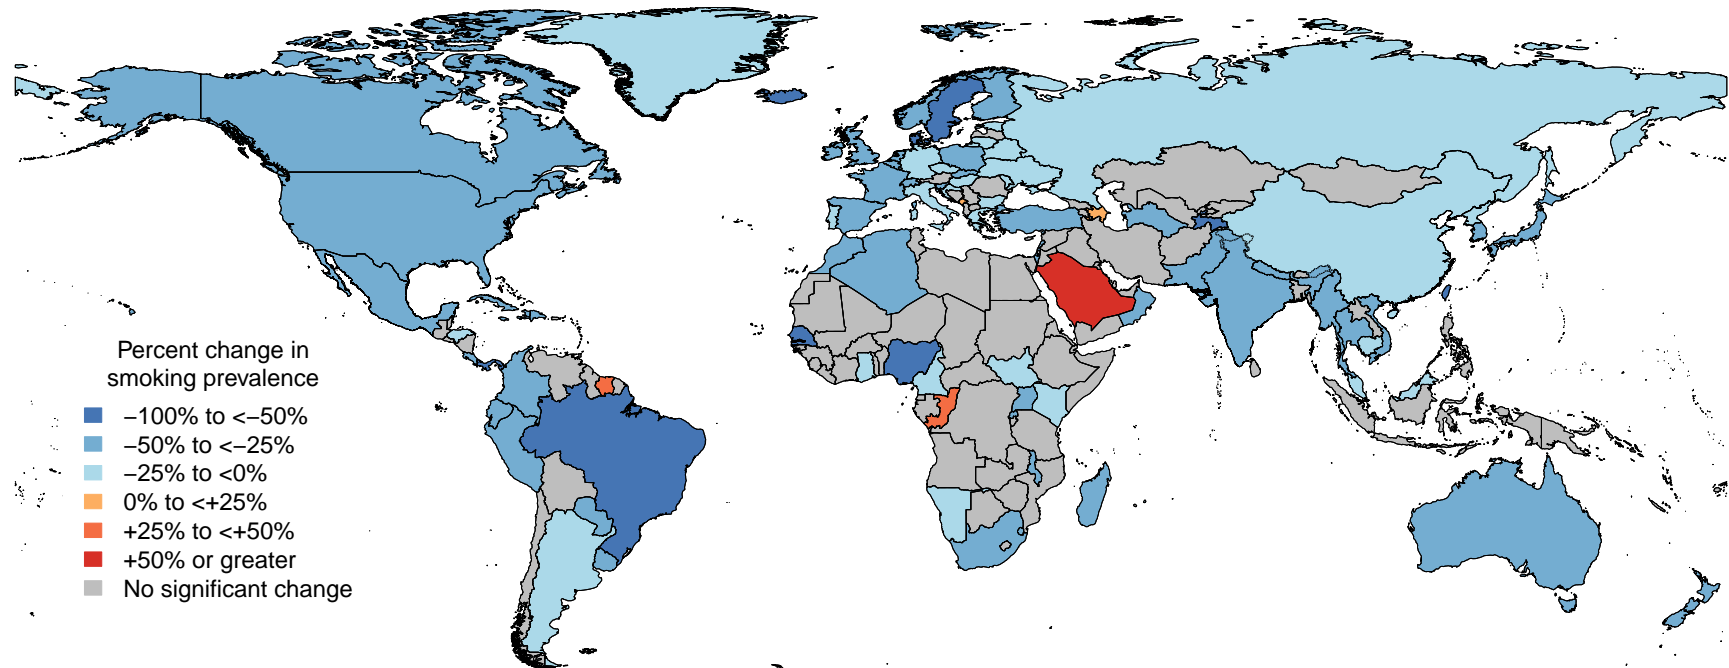 Percent change in
smoking prevalence
−100% to <−50%
−50% to <−25%
−25% to <0%
0% to <+25%
+25% to <+50%
+50% or greater
No significant change